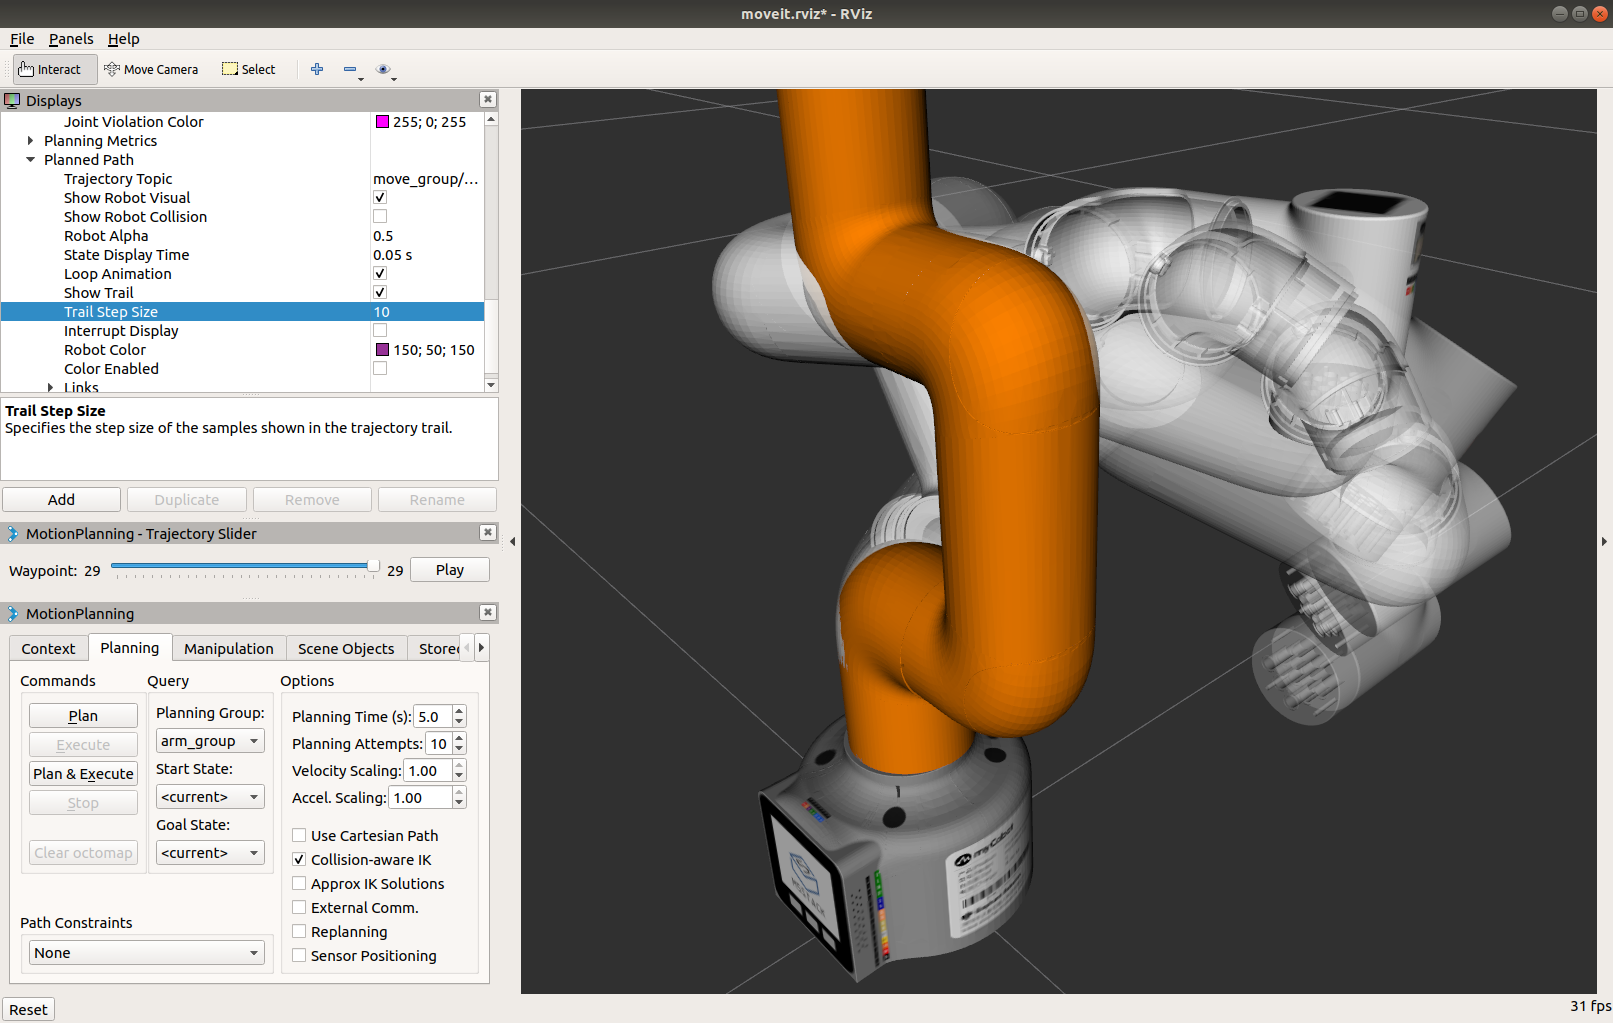 moveit.rviz* - RViz
File Panels Help
Interact Move Camera Select
Displays
Joint Violation Color 255; 0; 255
Planning Metrics
Planned Path
Trajectory Topic move_group/...
Show Robot Visual
Show Robot Collision
Robot Alpha 0.5
State Display Time 0.05 s
Loop Animation
Show Trail
Trail Step Size 10
Interrupt Display
Robot Color 150; 50; 150
Color Enabled
Links
Trail Step Size
Specifies the step size of the samples shown in the trajectory trail.
Add Duplicate Remove Rename
MotionPlanning - Trajectory Slider
Waypoint: 29 29 Play
MotionPlanning
Context Planning Manipulation Scene Objects Store
Commands Query Options
Plan
Execute
Plan & Execute
Stop
Clear octomap
Planning Group:
arm_group
Start State:
<current>
Goal State:
<current>
Planning Time (s): 5.0
Planning Attempts: 10
Velocity Scaling: 1.00
Accel. Scaling: 1.00
Use Cartesian Path
Collision-aware IK
Approx IK Solutions
External Comm.
Replanning
Sensor Positioning
Path Constraints
None
Reset
31 fps
myCobot
M5STACK